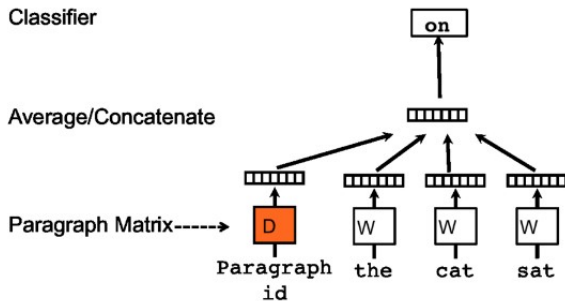 Classifier
on
Average/Concatenate
Paragraph Matrix
D
W
W
W
Paragraph
id
the
cat
sat